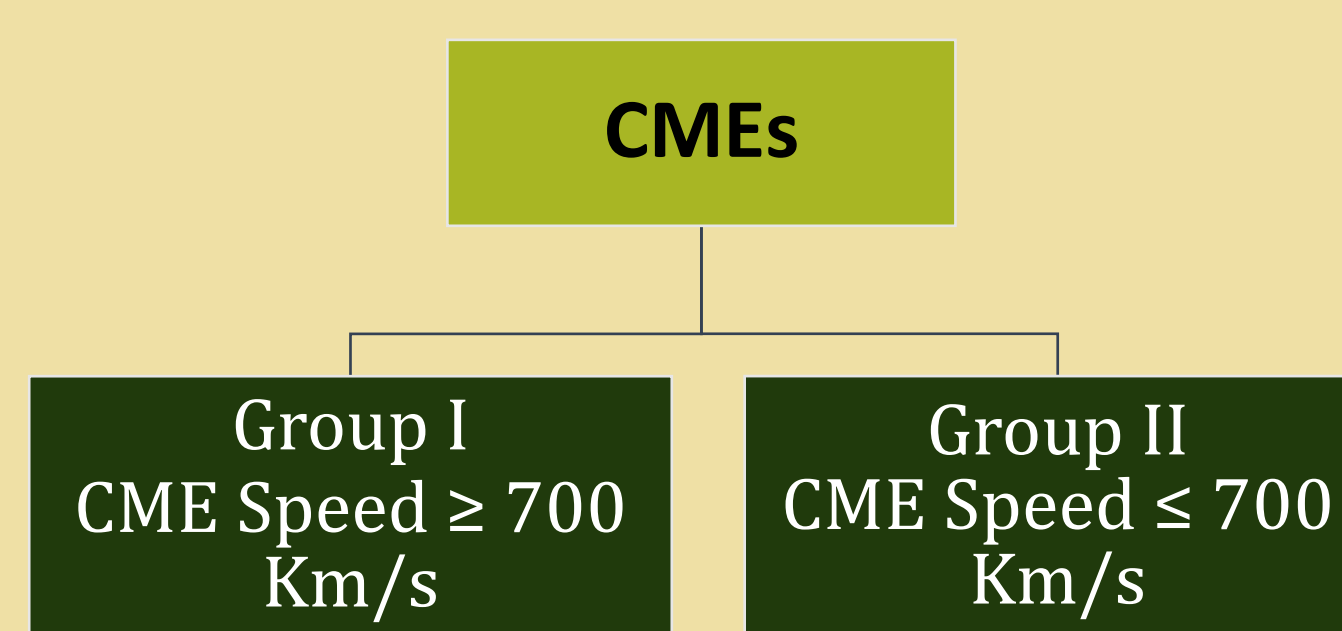 CMEs
Group I
CME Speed ≥ 700
Km/s
Group II
CME Speed ≤ 700
Km/s